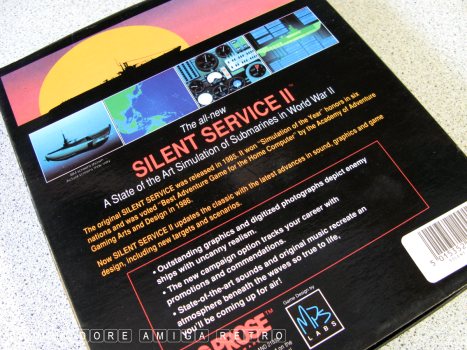 The all-new
SILENT SERVICE II™
A State of the Art Simulation of Submarines in World War II
The original SILENT SERVICE was released in 1985. It won "Simulation of the Year" honors in six
nations and was voted "Best Adventure Game for the Home Computer" by the Academy of Adventure
Gaming Arts and Design in 1986.
Now SILENT SERVICE II updates the classic with the latest advances in sound, graphics and game
design, including new targets and scenarios.
• Outstanding graphics and digitized photographs depict enemy
ships with uncanny realism.
• The new campaign option tracks your career with
promotions and commendations.
• State-of-the-art sounds and original music recreate an
atmosphere beneath the waves so true to life,
you'll be coming up for air!
PROSE™
Game Design by
MPS
LABS
ORE AMIGA RETRO